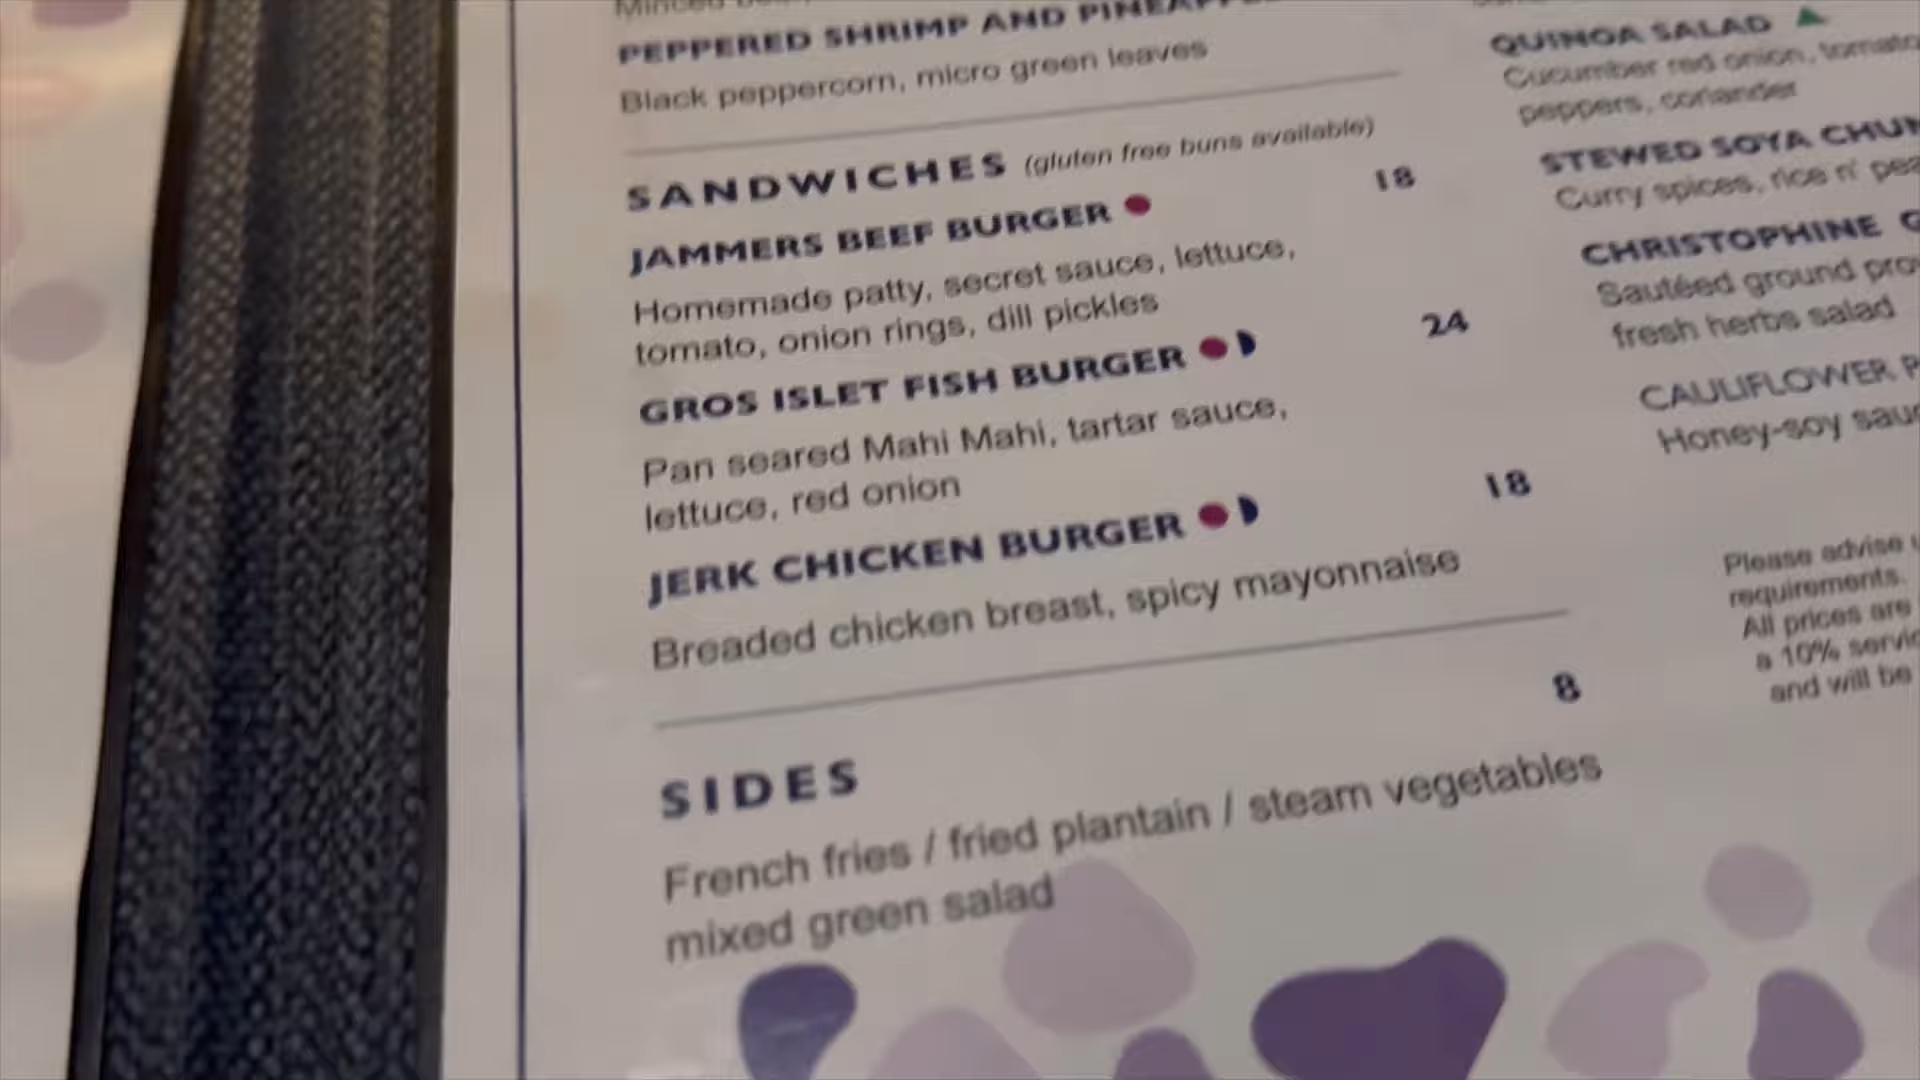 PEPPERED SHRIMP AND
Black peppercorn, micro green leaves
SANDWICHES (gluten free buns available)
JAMMERS BEEF BURGER 18
Homemade patty, secret sauce, lettuce,
tomato, onion rings, dill pickles
GROS ISLET FISH BURGER 24
Pan seared Mahi Mahi, tartar sauce,
lettuce, red onion
JERK CHICKEN BURGER 18
Breaded chicken breast, spicy mayonnaise
SIDES 8
French fries / fried plantain / steam vegetables
mixed green salad
QUINOA SALAD
Cucumber red onion, tomato
peppers, coriander
STEWED SOYA
Curry spices, rice n'
CHRISTOPHINE
Sautéed ground
fresh herbs salad
CAULIFLOWER
Honey-soy
Please advise
requirements.
All prices are
a 10%
and will be